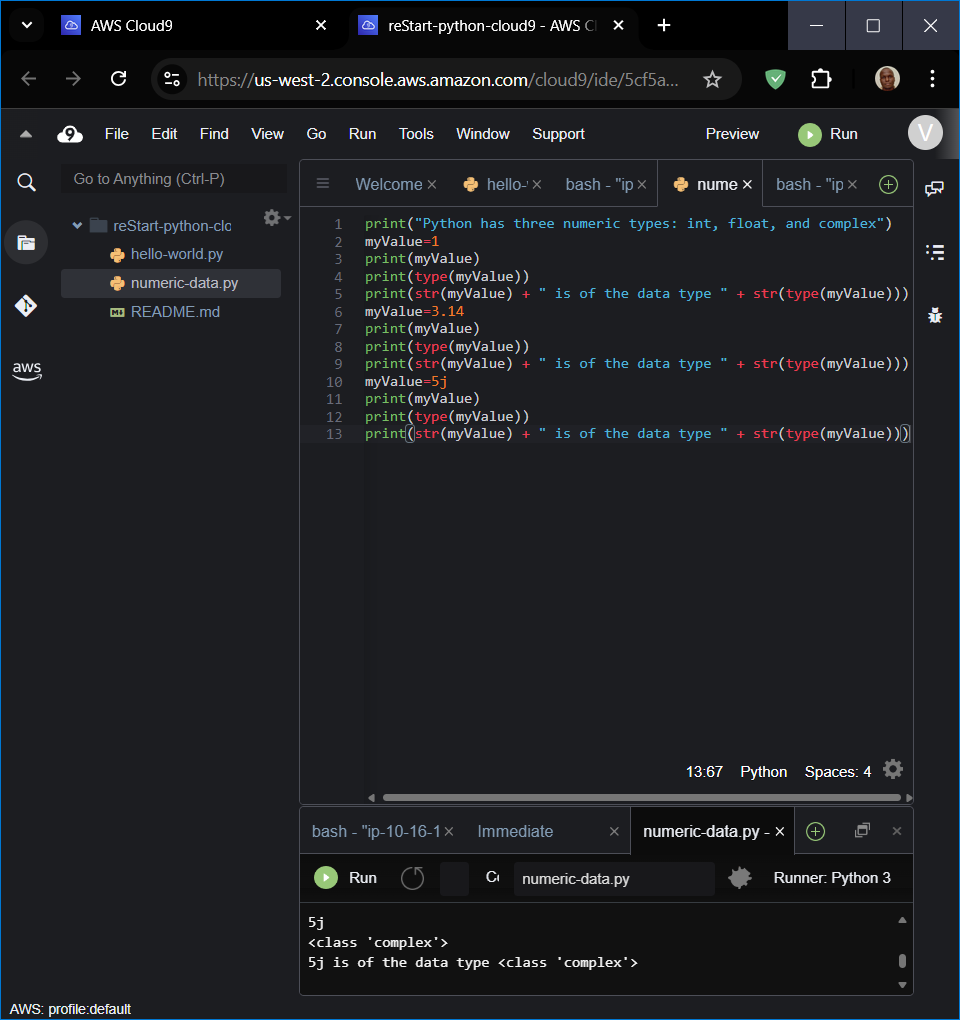 AWS Cloud9
reStart-python-cloud9 - AWS Cl
https://us-west-2.console.aws.amazon.com/cloud9/ide/5cf5a...
9 File Edit Find View Go Run Tools Window Support Preview Run V
Go to Anything (Ctrl-P)
Welcome hello- bash - "ip nume bash - "ip
reStart-python-clo
hello-world.py
numeric-data.py
README.md
aws
1 print("Python has three numeric types: int, float, and complex")
2 myValue=1
3 print(myValue)
4 print(type(myValue))
5 print(str(myValue) + " is of the data type " + str(type(myValue)))
6 myValue=3.14
7 print(myValue)
8 print(type(myValue))
9 print(str(myValue) + " is of the data type " + str(type(myValue)))
10 myValue=5j
11 print(myValue)
12 print(type(myValue))
13 print(str(myValue) + " is of the data type " + str(type(myValue)))
13:67 Python Spaces: 4
bash - "ip-10-16-1 Immediate numeric-data.py -
Run numeric-data.py Runner: Python 3
5j
<class 'complex'>
5j is of the data type <class 'complex'>
AWS: profile:default